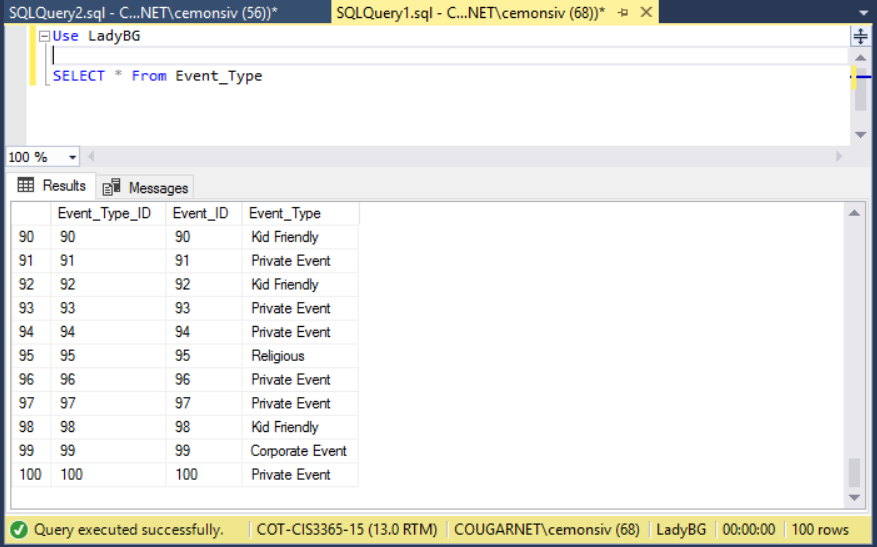 SQLQuery2.sql - C...NET\cemonsiv (56))* SQLQuery1.sql - C...NET\cemonsiv (68))*
Use LadyBG
SELECT * From Event_Type
100 %
Results Messages
Event_Type_ID Event_ID Event_Type
90 90 90 Kid Friendly
91 91 91 Private Event
92 92 92 Kid Friendly
93 93 93 Private Event
94 94 94 Private Event
95 95 95 Religious
96 96 96 Private Event
97 97 97 Private Event
98 98 98 Kid Friendly
99 99 99 Corporate Event
100 100 100 Private Event
Query executed successfully. COT-CIS3365-15 (13.0 RTM) COUGARNET\cemonsiv (68) LadyBG 00:00:00 100 rows